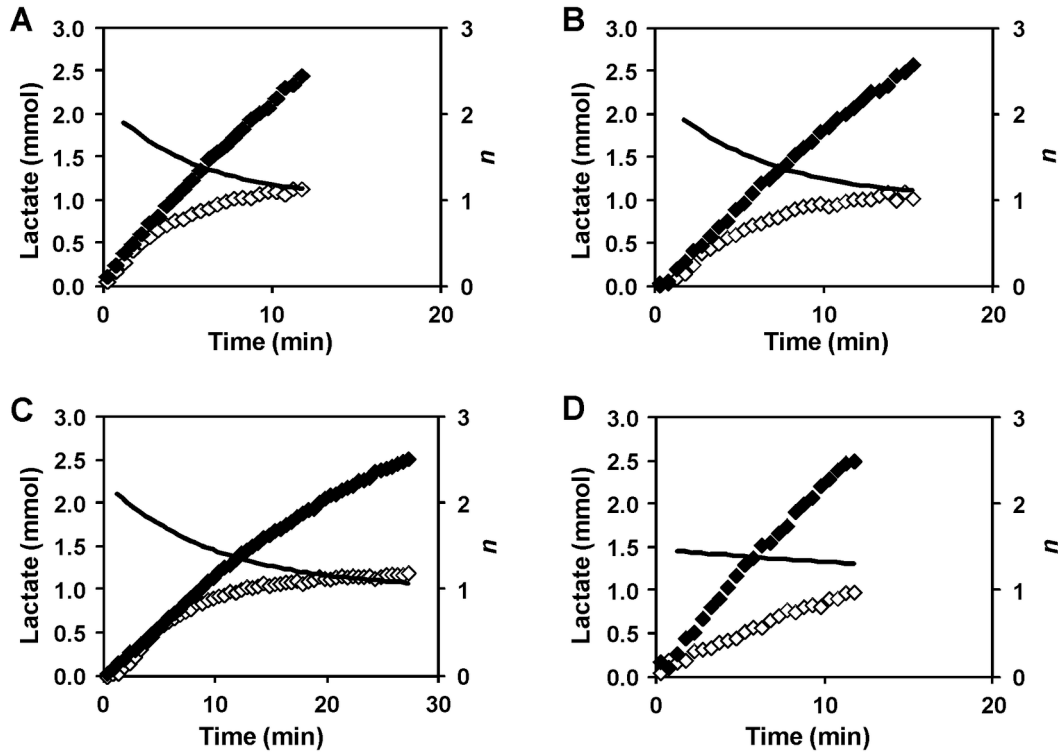 A
B
3.0 3 3.0 3
2.5 2.5
2.0 2 2.0 2
1.5 1.5
1.0 1 1.0 1
0.5 0.5
0.0 0 0.0 0
Lactate (mmol)
n
Lactate (mmol)
n
0 10 20 0 10 20
Time (min) Time (min)
C
D
3.0 3 3.0 3
2.5 2.5
2.0 2 2.0 2
1.5 1.5
1.0 1 1.0 1
0.5 0.5
0.0 0 0.0 0
Lactate (mmol)
n
Lactate (mmol)
n
0 10 20 30 0 10 20
Time (min) Time (min)